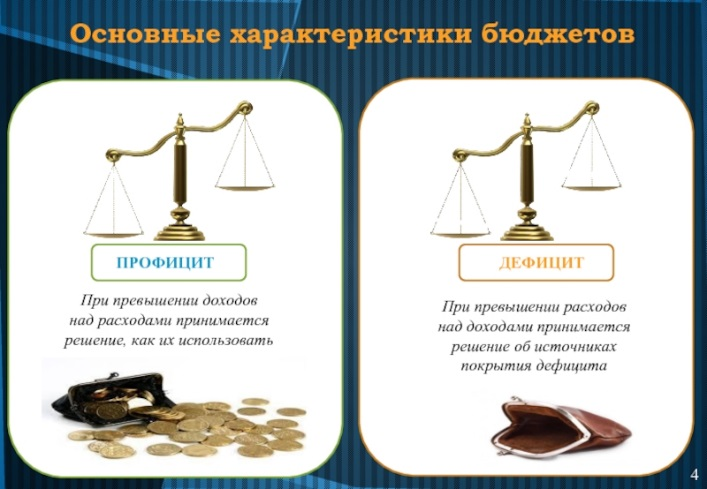 Основные характеристики бюджетов
ПРОФИЦИТ
При превышении доходов
над расходами принимается
решение, как их использовать
ДЕФИЦИТ
При превышении расходов
над доходами принимается
решение об источниках
покрытия дефицита
4